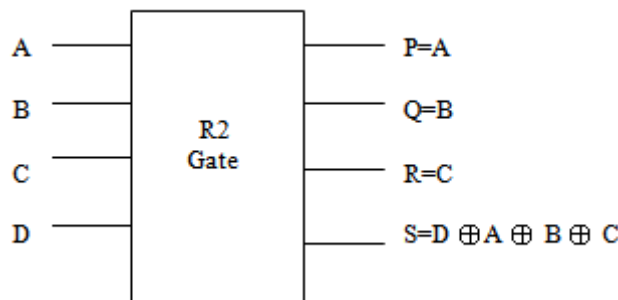 A
P=A
B
Q=B
R2
Gate
C
R=C
D
S=D ⊕A ⊕ B ⊕ C